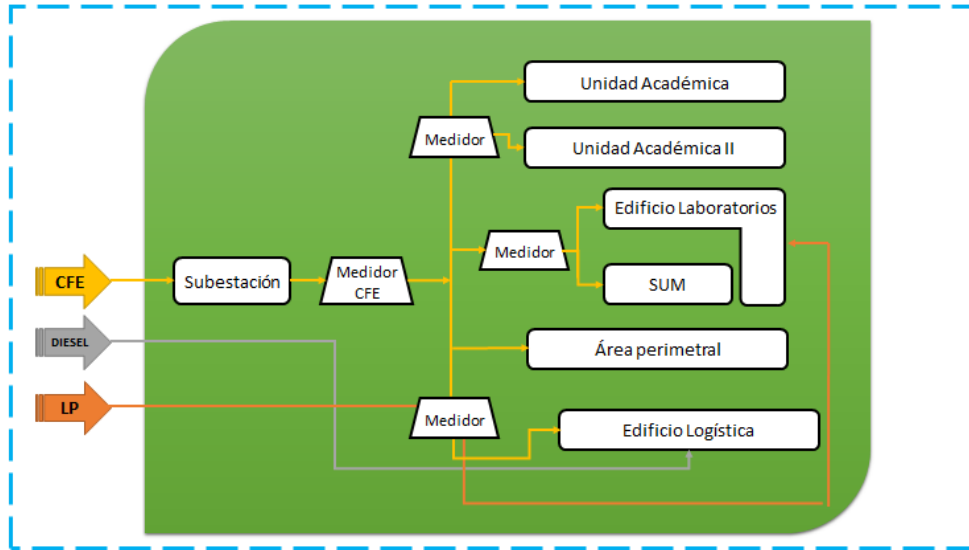 Unidad Académica
Medidor
Unidad Académica II
Edificio Laboratorios
Medidor
CFE
Subestación
Medidor
CFE
SUM
DIESEL
Área perimetral
LP
Medidor
Edificio Logística